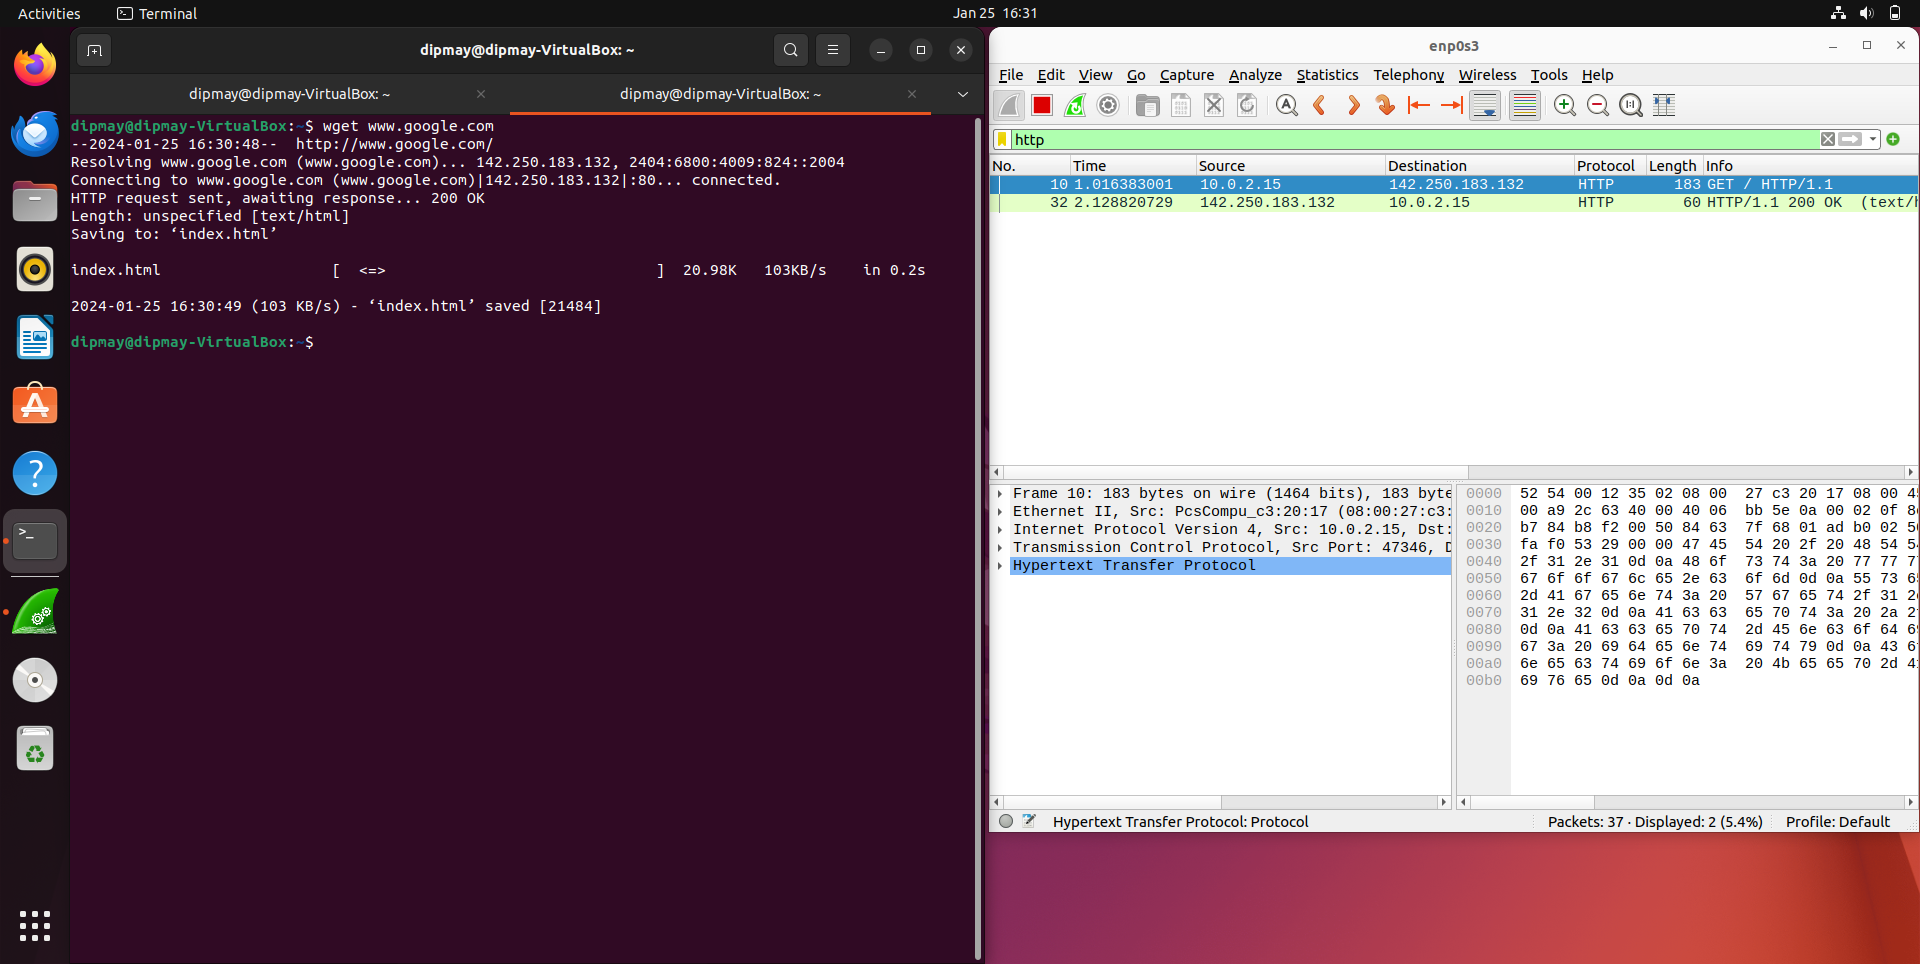 Activities
Terminal
Jan 25 16:31
dipmay@dipmay-VirtualBox: ~
dipmay@dipmay-VirtualBox: ~
dipmay@dipmay-VirtualBox: ~
dipmay@dipmay-VirtualBox:~$ wget www.google.com
--2024-01-25 16:30:48-- http://www.google.com/
Resolving www.google.com (www.google.com)... 142.250.183.132, 2404:6800:4009:824::2004
Connecting to www.google.com (www.google.com)|142.250.183.132|:80... connected.
HTTP request sent, awaiting response... 200 OK
Length: unspecified [text/html]
Saving to: ‘index.html’
index.html [ <=> ] 20.98K 103KB/s in 0.2s
2024-01-25 16:30:49 (103 KB/s) - ‘index.html’ saved [21484]
dipmay@dipmay-VirtualBox:~$
enp0s3
File Edit View Go Capture Analyze Statistics Telephony Wireless Tools Help
http
No. Time Source Destination Protocol Length Info
10 1.016383001 10.0.2.15 142.250.183.132 HTTP 183 GET / HTTP/1.1
32 2.128820729 142.250.183.132 10.0.2.15 HTTP 60 HTTP/1.1 200 OK (text/h
Frame 10: 183 bytes on wire (1464 bits), 183 byte
Ethernet II, Src: PcsCompu_c3:20:17 (08:00:27:c3:
Internet Protocol Version 4, Src: 10.0.2.15, Dst:
Transmission Control Protocol, Src Port: 47346, D
Hypertext Transfer Protocol
0000 52 54 00 12 35 02 08 00 27 c3 20 17 08 00 4
0010 00 a9 2c 63 40 00 40 06 bb 5e 0a 00 02 0f 8
0020 b7 84 b8 f2 00 50 84 63 7f 68 01 ad b0 02 5
0030 fa f0 53 29 00 00 47 45 54 20 2f 20 48 54 5
0040 2f 31 2e 31 0d 0a 48 6f 73 74 3a 20 77 77 7
0050 67 6f 6f 67 6c 65 2e 63 6f 6d 0d 0a 55 73 6
0060 2d 41 67 65 6e 74 3a 20 57 67 65 74 2f 31 2
0070 31 2e 32 0d 0a 41 63 63 65 70 74 3a 20 2a 2
0080 0d 0a 41 63 63 65 70 74 2d 45 6e 63 6f 64 6
0090 67 3a 20 69 64 65 6e 74 69 74 79 0d 0a 43 6
00a0 6e 65 63 74 69 6f 6e 3a 20 4b 65 65 70 2d 4
00b0 69 76 65 0d 0a 0d 0a
Hypertext Transfer Protocol: Protocol
Packets: 37 · Displayed: 2 (5.4%)
Profile: Default